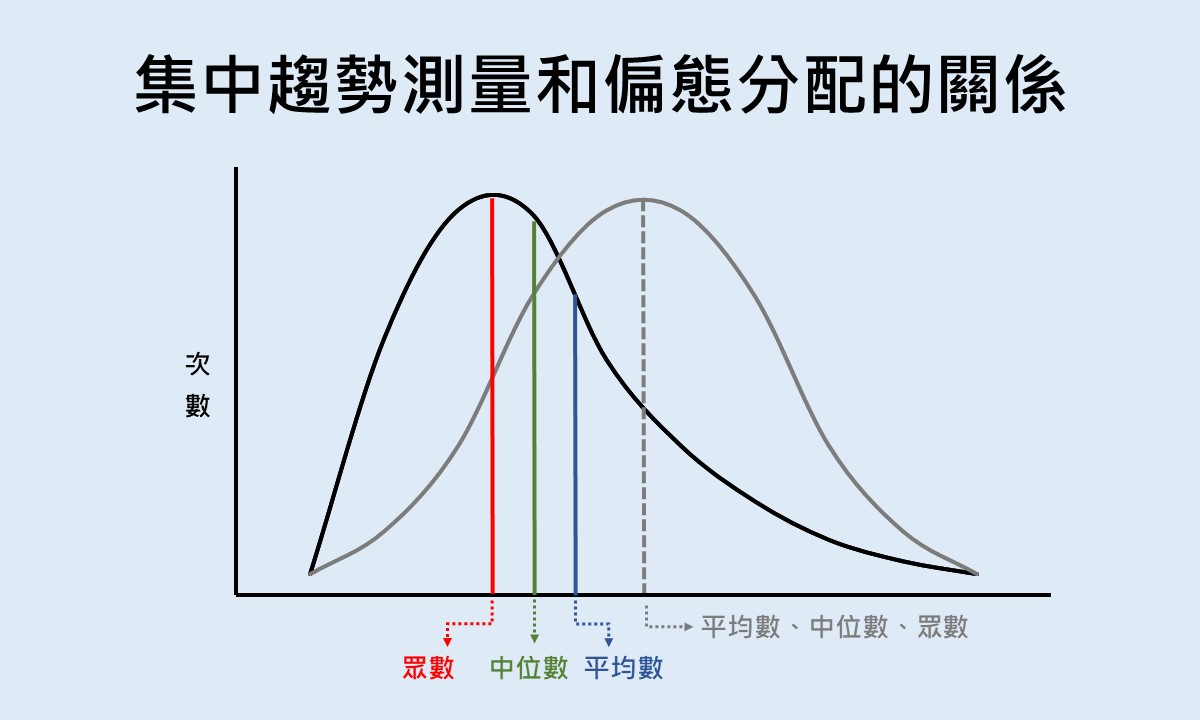 集中趨勢測量和偏態分配的關係
次
數
平均數、中位數、眾數
眾數
中位數
平均數